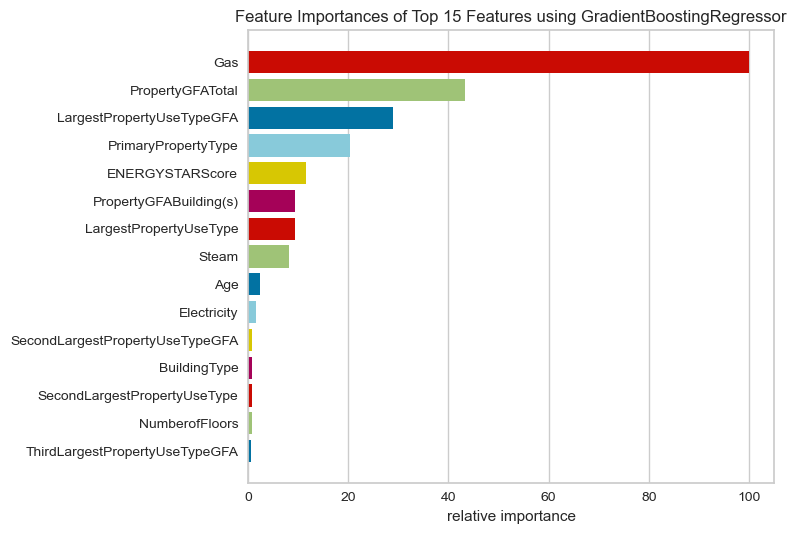 Feature Importances of Top 15 Features using GradientBoostingRegressor
Gas
PropertyGFATotal
LargestPropertyUseTypeGFA
PrimaryPropertyType
ENERGYSTARScore
PropertyGFABuilding(s)
LargestPropertyUseType
Steam
Age
Electricity
SecondLargestPropertyUseTypeGFA
BuildingType
SecondLargestPropertyUseType
NumberofFloors
ThirdLargestPropertyUseTypeGFA
0 20 40 60 80 100
relative importance